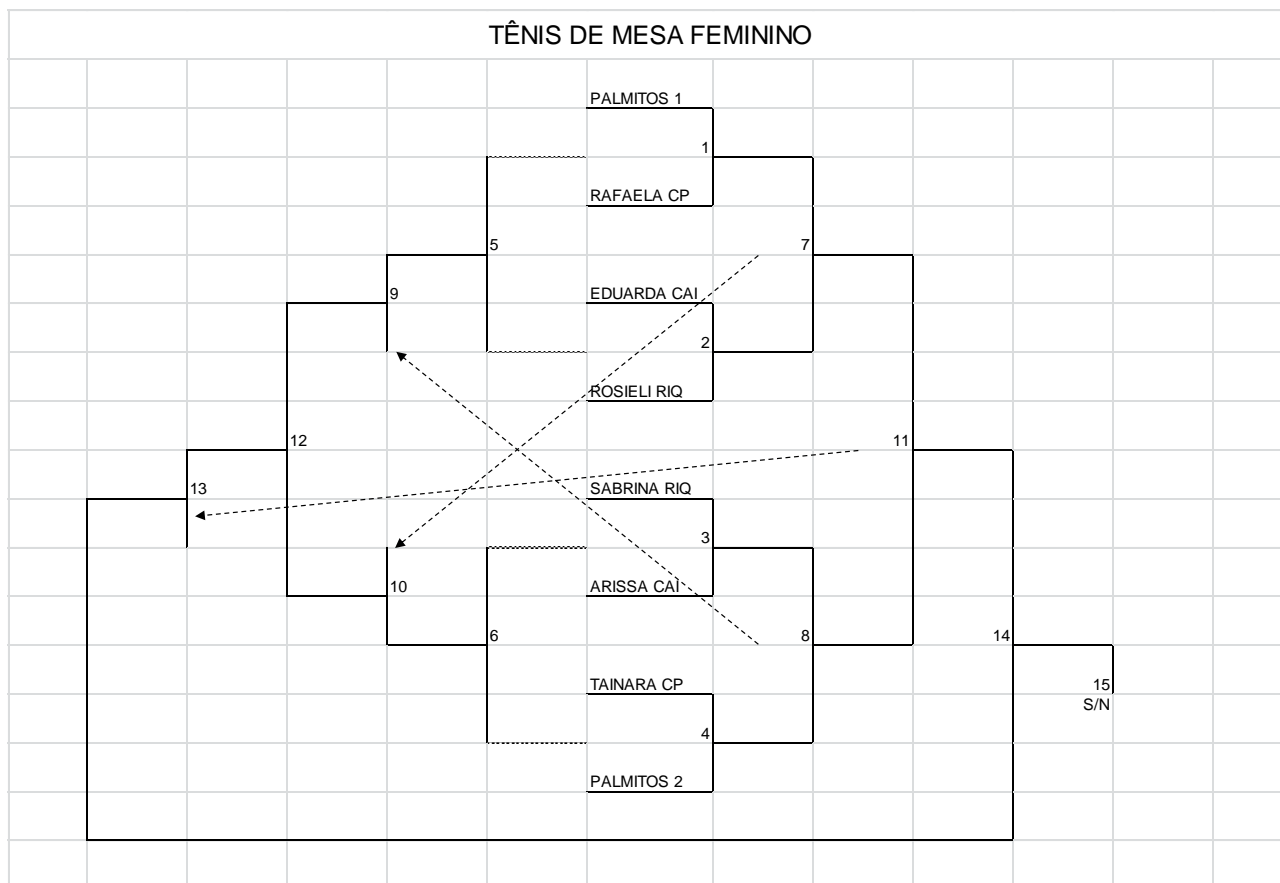 TÊNIS DE MESA FEMININO
PALMITOS 1
1
RAFAELA CP
5
7
9
EDUARDA CAI
2
ROSIELI RIQ
12
11
13
SABRINA RIQ
3
10
ARISSA CAI
6
8
14
TAINARA CP
15
S/N
4
PALMITOS 2